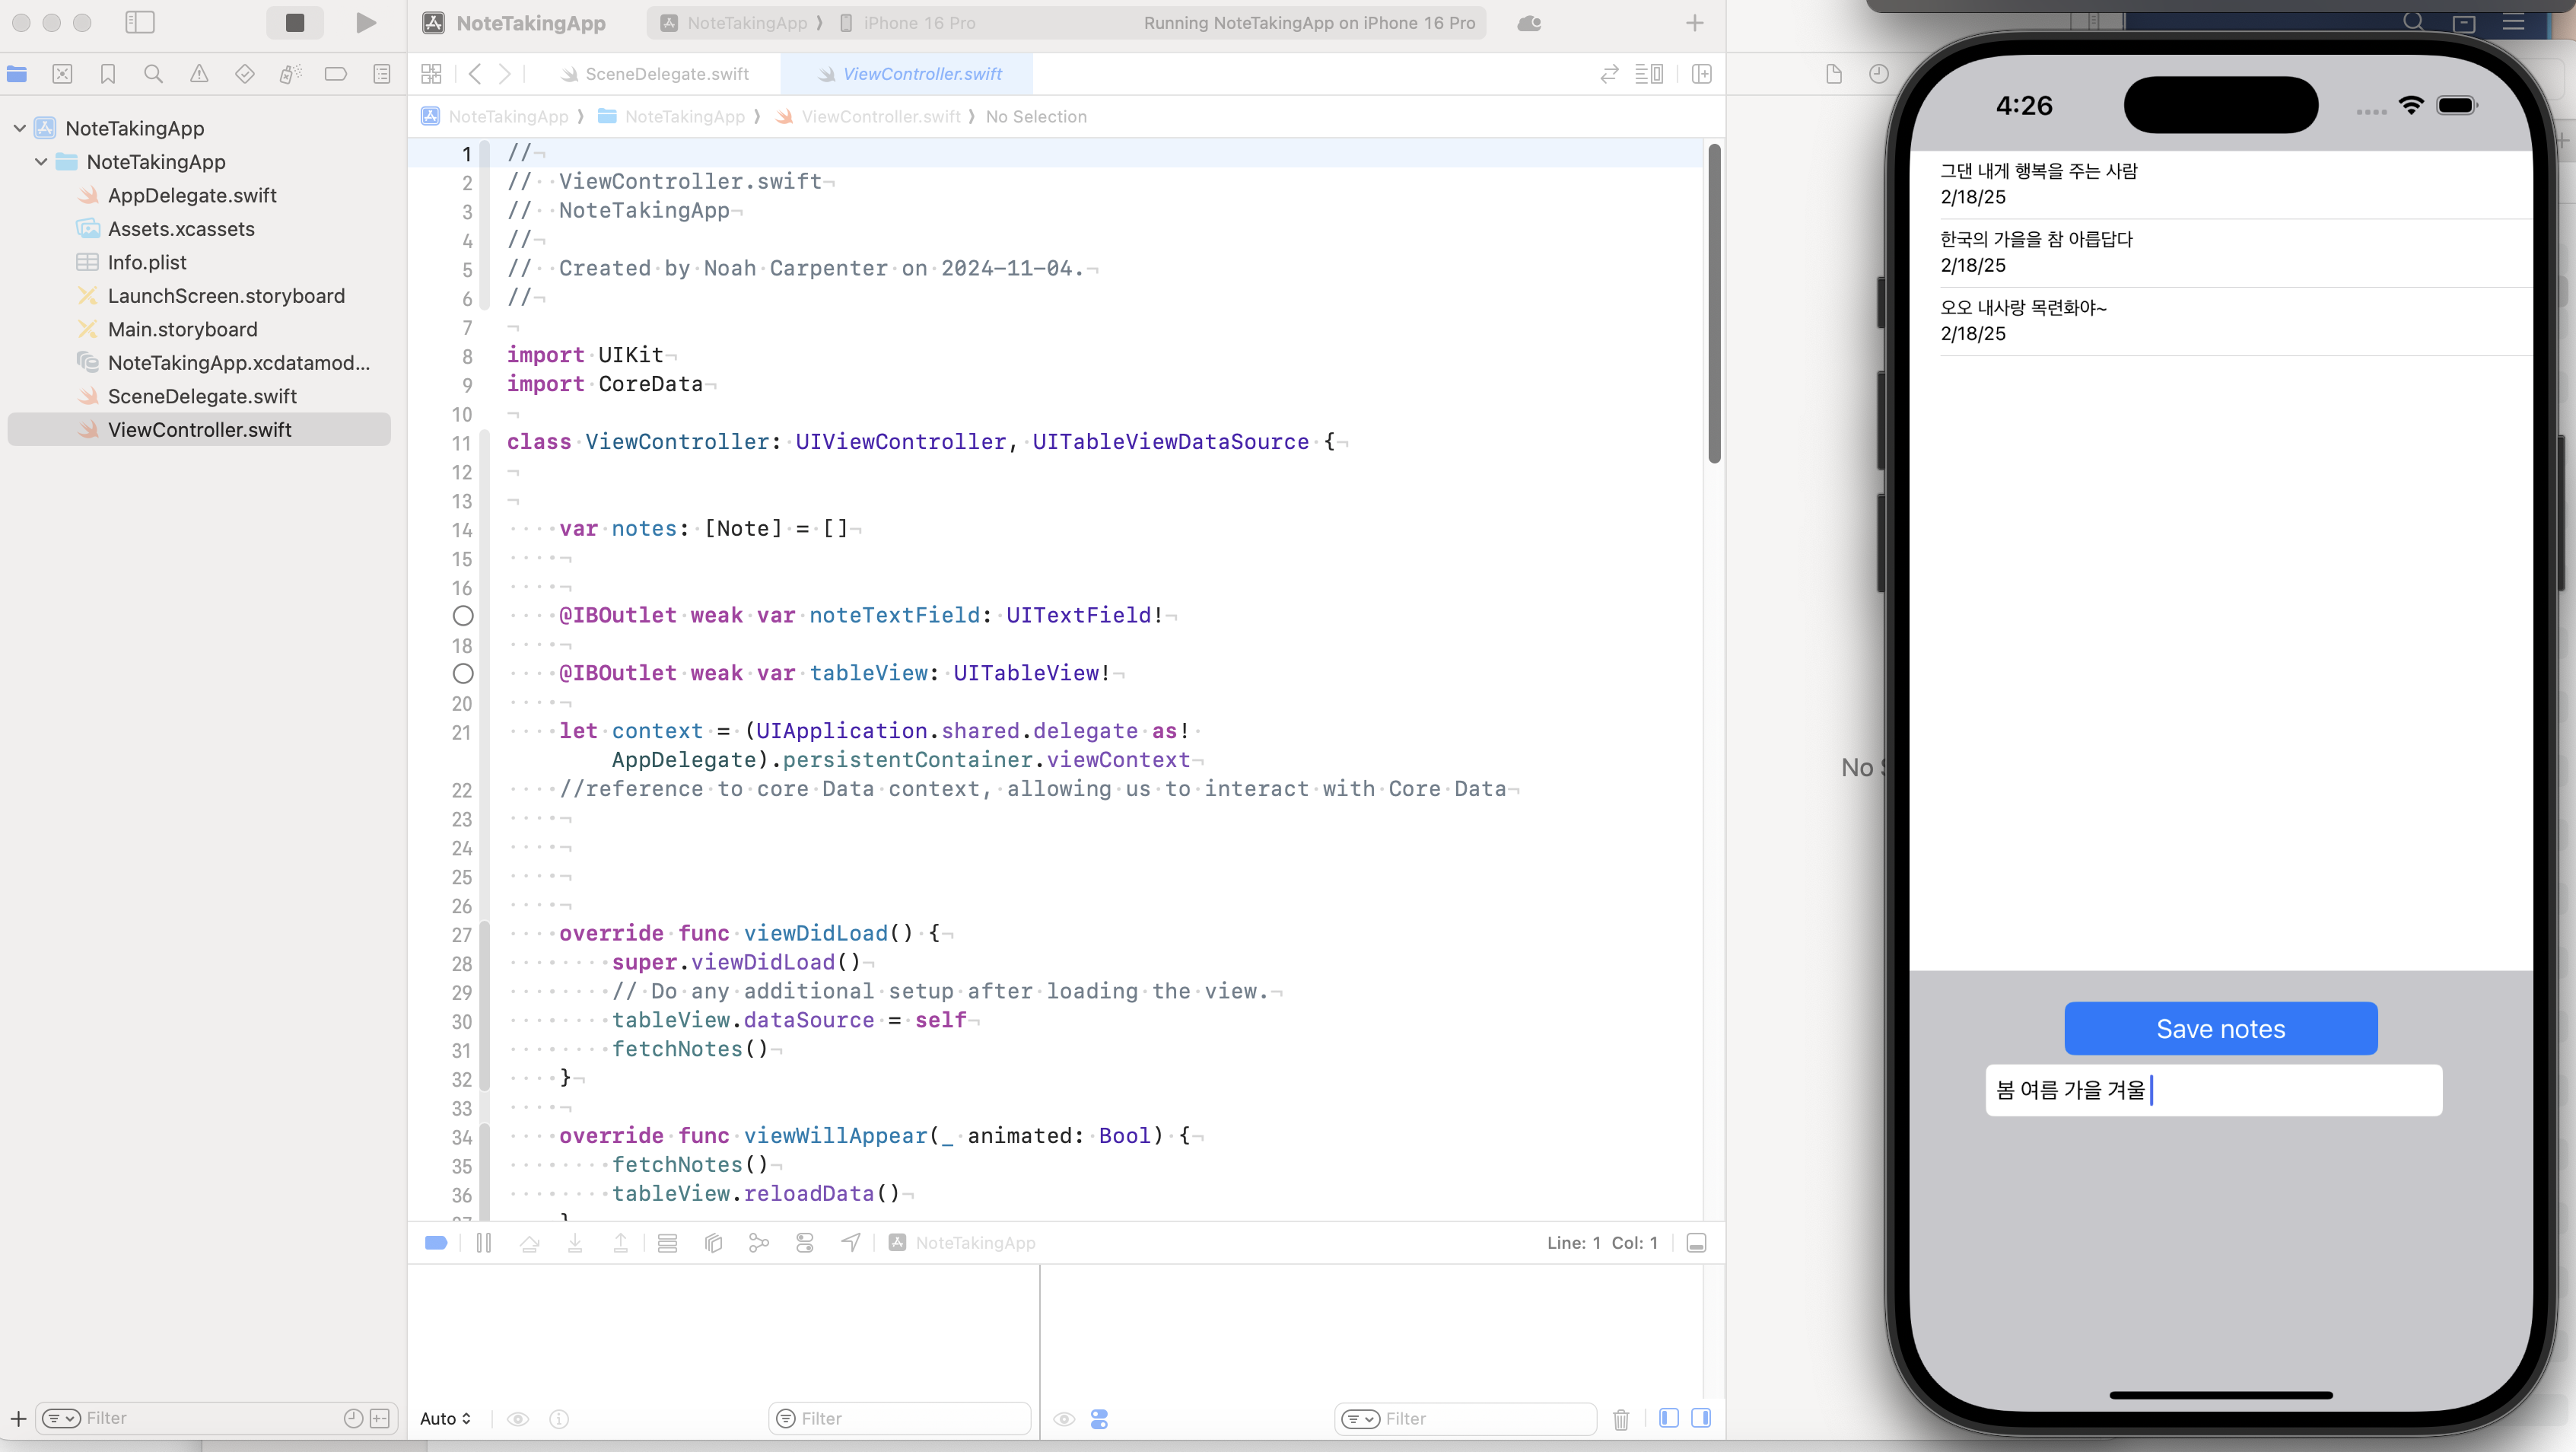 NoteTakingApp
NoteTakingApp
iPhone 16 Pro
Running NoteTakingApp on iPhone 16 Pro
SceneDelegate.swift
ViewController.swift
NoteTakingApp
NoteTakingApp
ViewController.swift
No Selection
NoteTakingApp
NoteTakingApp
AppDelegate.swift
Assets.xcassets
Info.plist
LaunchScreen.storyboard
Main.storyboard
NoteTakingApp.xcdatamod...
SceneDelegate.swift
ViewController.swift
1 //
2 //  ViewController.swift
3 //  NoteTakingApp
4 //
5 //  Created by Noah Carpenter on 2024-11-04.
6 //
7
8 import UIKit
9 import CoreData
10
11 class ViewController: UIViewController, UITableViewDataSource {
12
13
14     var notes: [Note] = []
15
16
    @IBOutlet weak var noteTextField: UITextField!
18
    @IBOutlet weak var tableView: UITableView!
20
21     let context = (UIApplication.shared.delegate as!
        AppDelegate).persistentContainer.viewContext
22     //reference to core Data context, allowing us to interact with Core Data
23
24
25
26
27     override func viewDidLoad() {
28         super.viewDidLoad()
29         // Do any additional setup after loading the view.
30         tableView.dataSource = self
31         fetchNotes()
32     }
33
34     override func viewWillAppear(_ animated: Bool) {
35         fetchNotes()
36         tableView.reloadData()
NoteTakingApp
Line: 1 Col: 1
Filter
Auto
Filter
Filter
No
4:26
그댄 내게 행복을 주는 사람
2/18/25
한국의 가을을 참 아릅답다
2/18/25
오오 내사랑 목련화야~
2/18/25
Save notes
봄 여름 가을 겨울